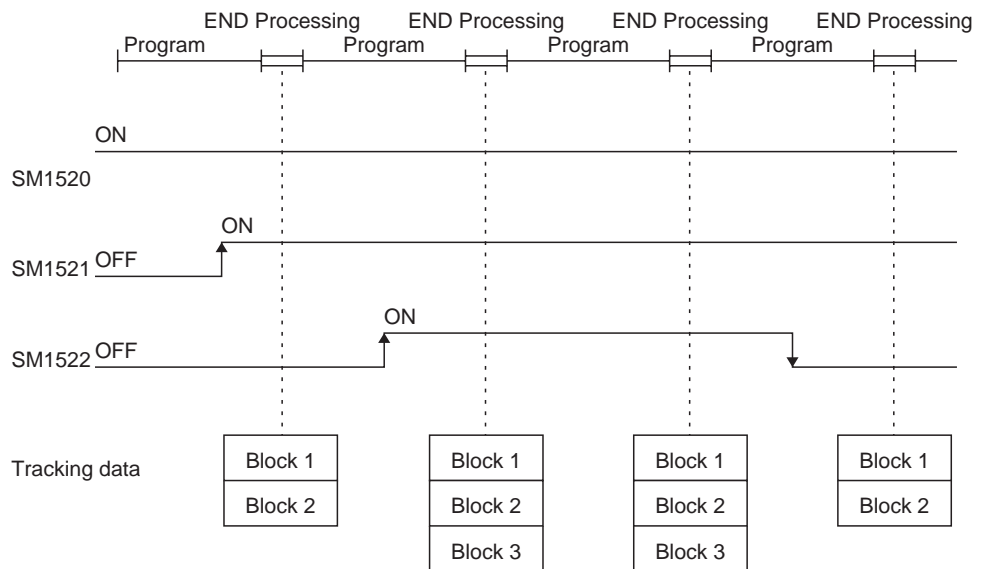 END Processing END Processing END Processing END Processing
Program Program Program Program
ON
SM1520
ON
SM1521 OFF
ON
SM1522 OFF
Tracking data
Block 1 Block 1 Block 1 Block 1
Block 2 Block 2 Block 2 Block 2
Block 3 Block 3